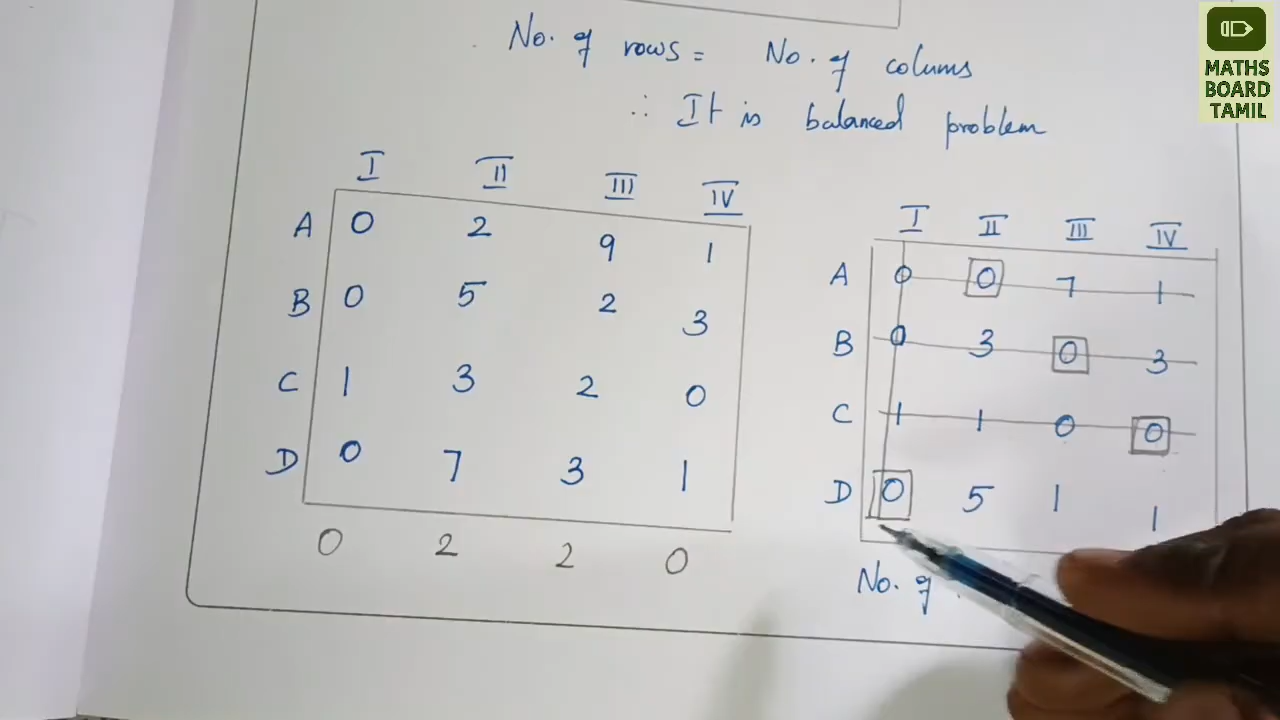 No. of rows = No. of colums
∴ It is balanced problem
MATHS
BOARD
TAMIL
I II III IV
A 0 2 9 1
B 0 5 2 3
C 1 3 2 0
D 0 7 3 1
0 2 2 0
I II III IV
A 0 0 7 1
B 0 3 0 3
C 1 1 0 0
D 0 5 1 1
No. of